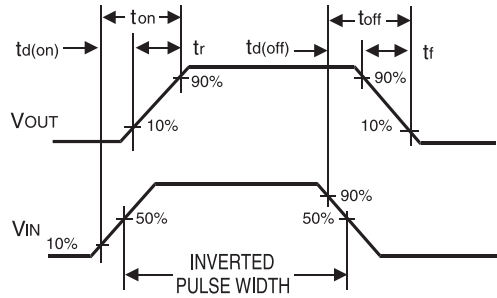 ton
toff
td(on)
tr
td(off)
tf
90%
90%
VOUT
10%
10%
90%
VIN
50%
50%
10%
INVERTED
PULSE WIDTH